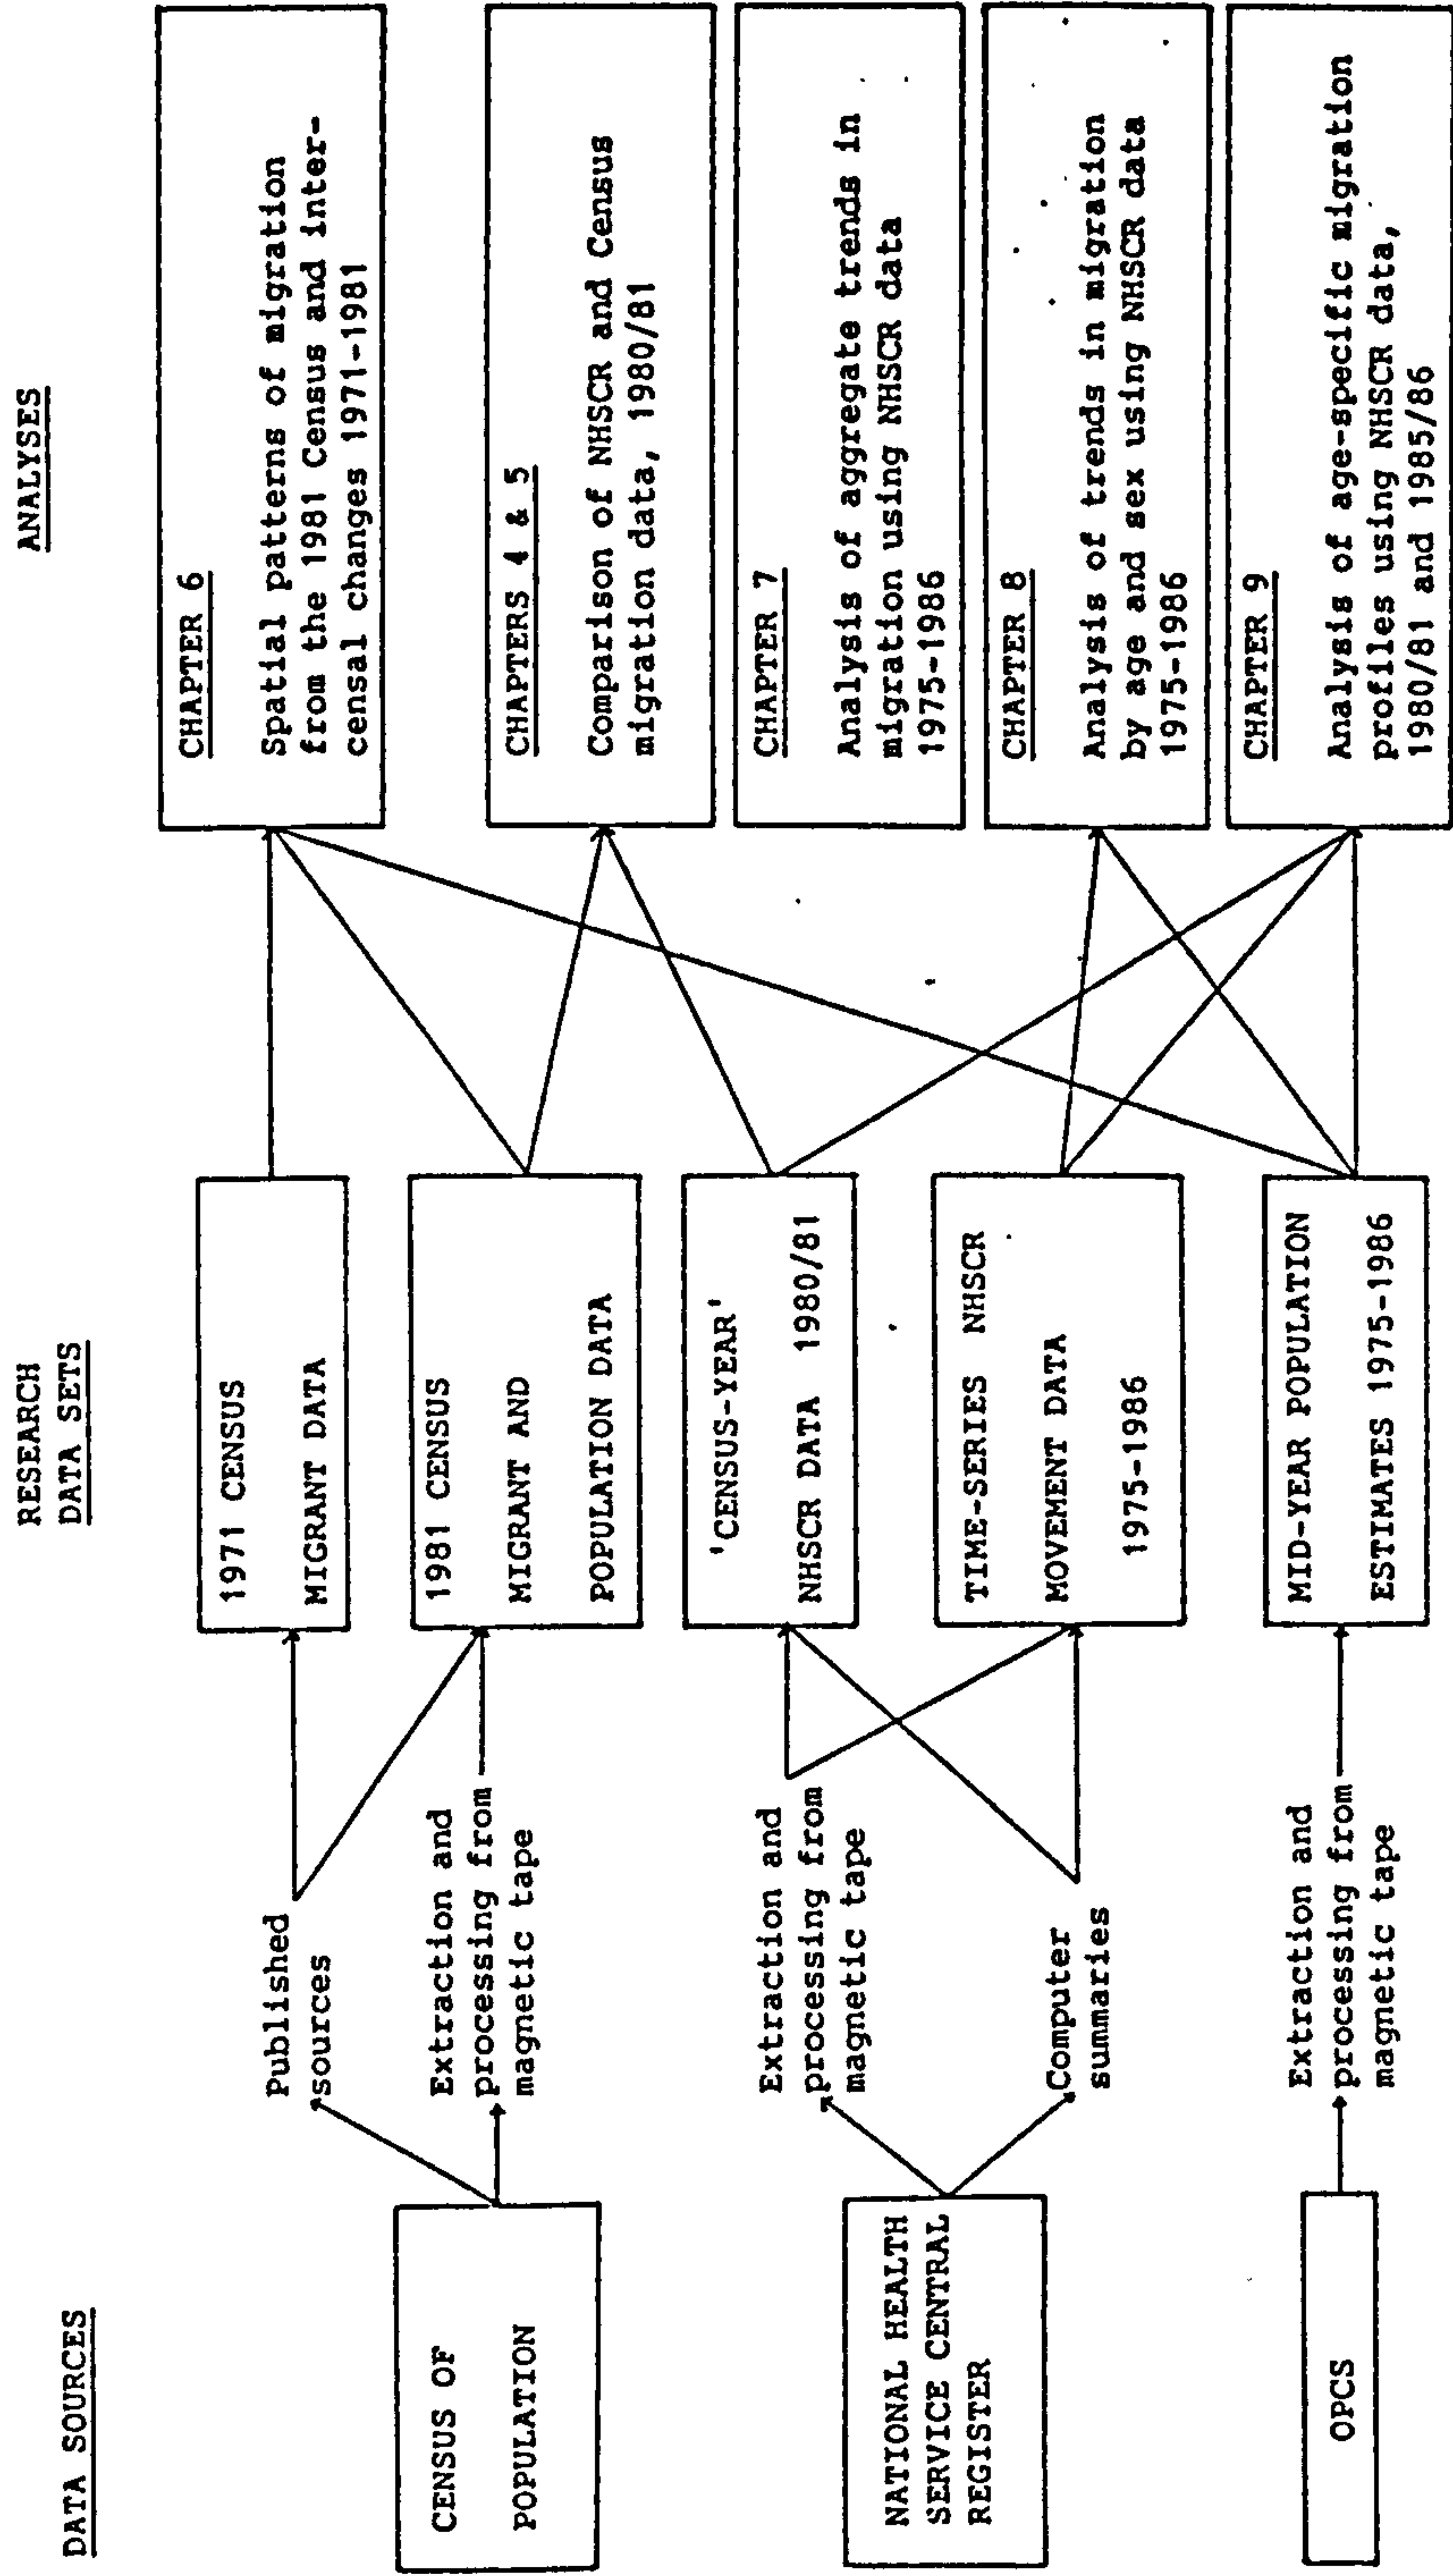 DATA SOURCES
CENSUS OF
POPULATION
NATIONAL HEALTH
SERVICE CENTRAL
REGISTER
OPCS
Published
sources
Extraction and
processing from
magnetic tape
Extraction and
processing from
magnetic tape
Computer
summaries
Extraction and
processing from
magnetic tape
RESEARCH
DATA SETS
1971 CENSUS
MIGRANT DATA
1981 CENSUS
MIGRANT AND
POPULATION DATA
'CENSUS-YEAR'
NHSCR DATA 1980/81
TIME-SERIES NHSCR
MOVEMENT DATA
1975-1986
MID-YEAR POPULATION
ESTIMATES 1975-1986
ANALYSES
CHAPTER 6
Spatial patterns of migration
from the 1981 Census and inter-
censal changes 1971-1981
CHAPTERS 4 & 5
Comparison of NHSCR and Census
migration data, 1980/81
CHAPTER 7
Analysis of aggregate trends in
migration using NHSCR data
1975-1986
CHAPTER 8
Analysis of trends in migration
by age and sex using NHSCR data
1975-1986
CHAPTER 9
Analysis of age-specific migration
profiles using NHSCR data,
1980/81 and 1985/86